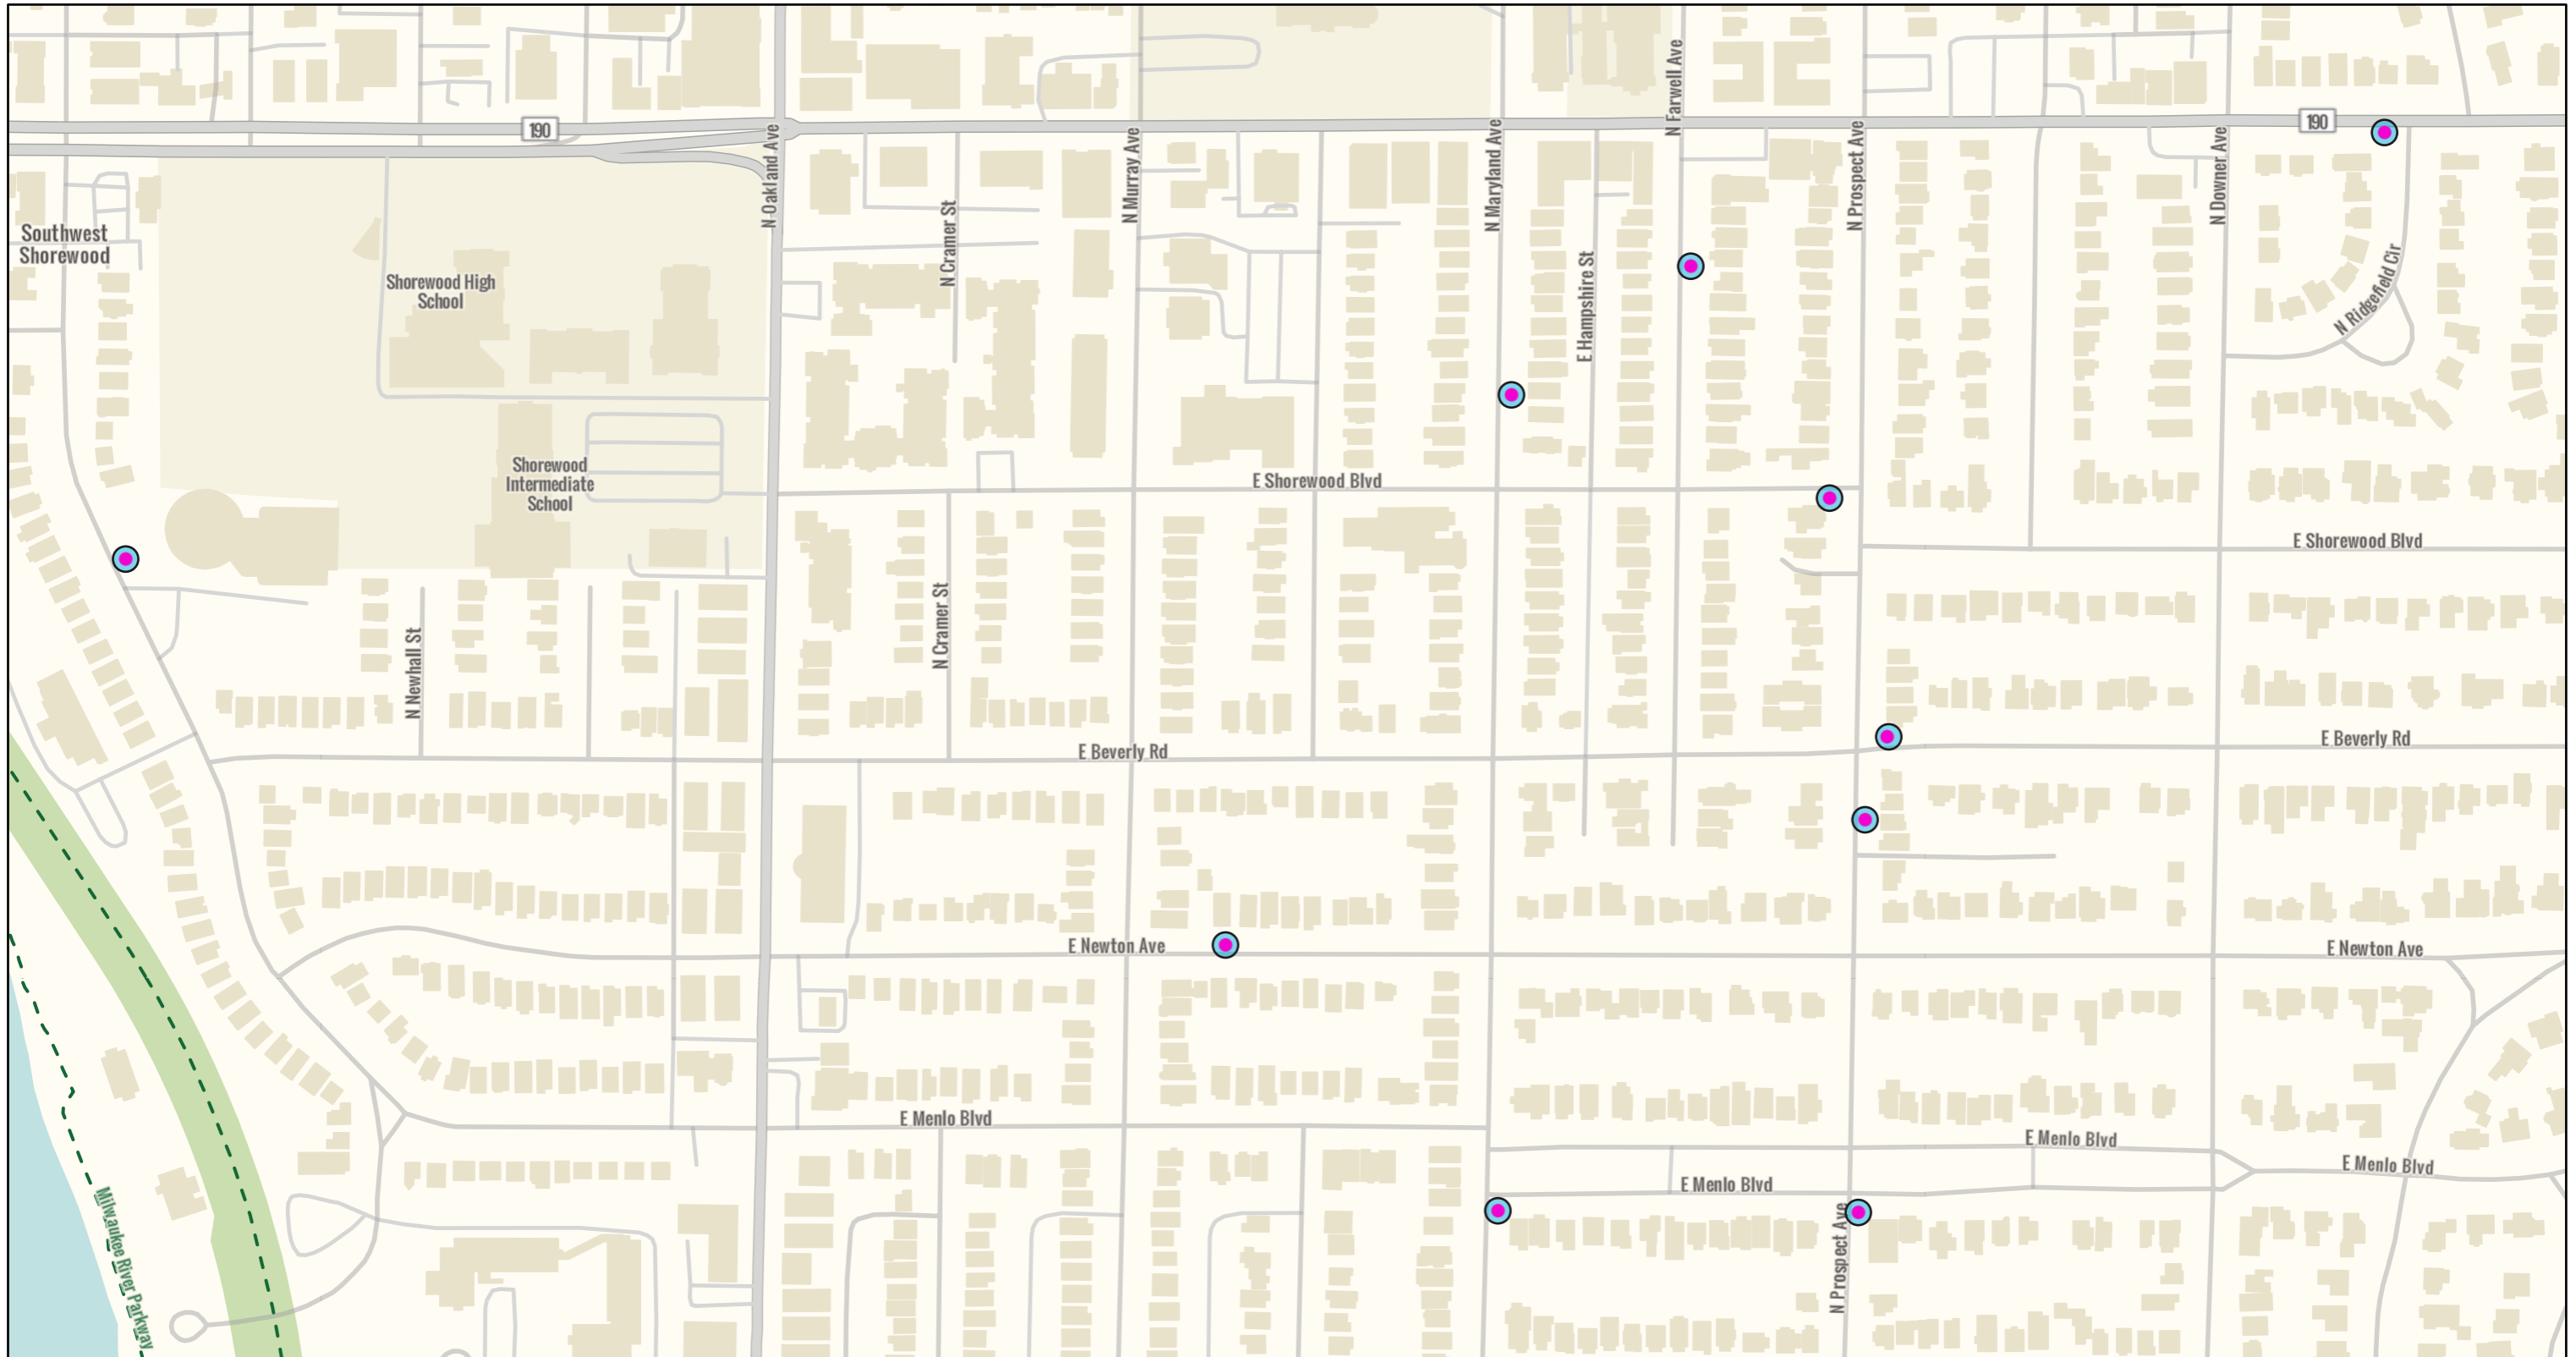 190
190
N Farwell Ave
N Oakland Ave
N Murray Ave
N Maryland Ave
N Prospect Ave
N Downer Ave
N Cramer St
Southwest
Shorewood
Shorewood High
School
E Hampshire St
N Ridgefield Cir
Shorewood
Intermediate
School
E Shorewood Blvd
E Shorewood Blvd
N Cramer St
N Newhall St
E Beverly Rd
E Beverly Rd
E Newton Ave
E Newton Ave
E Menlo Blvd
E Menlo Blvd
E Menlo Blvd
E Menlo Blvd
N Prospect Ave
Milwaukee River Parkway